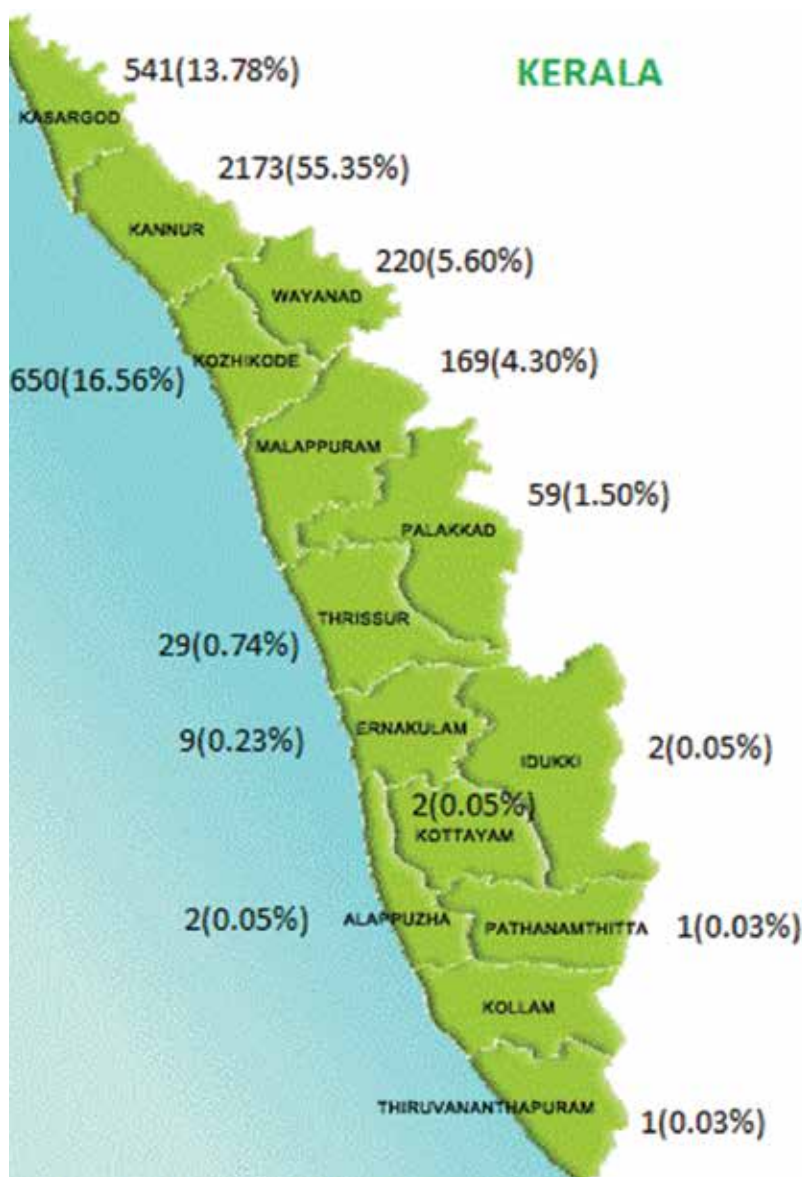 KERALA
541(13.78%)
KASARGOD
2173(55.35%)
KANNUR
220(5.60%)
WAYANAD
650(16.56%)
KOZHIKODE
169(4.30%)
MALAPPURAM
59(1.50%)
PALAKKAD
29(0.74%)
THRISSUR
9(0.23%)
ERNAKULAM
2(0.05%)
IDUKKI
2(0.05%)
KOTTAYAM
2(0.05%)
ALAPPUZHA
PATHANAMTHITTA
1(0.03%)
KOLLAM
THIRUVANANTHAPURAM
1(0.03%)